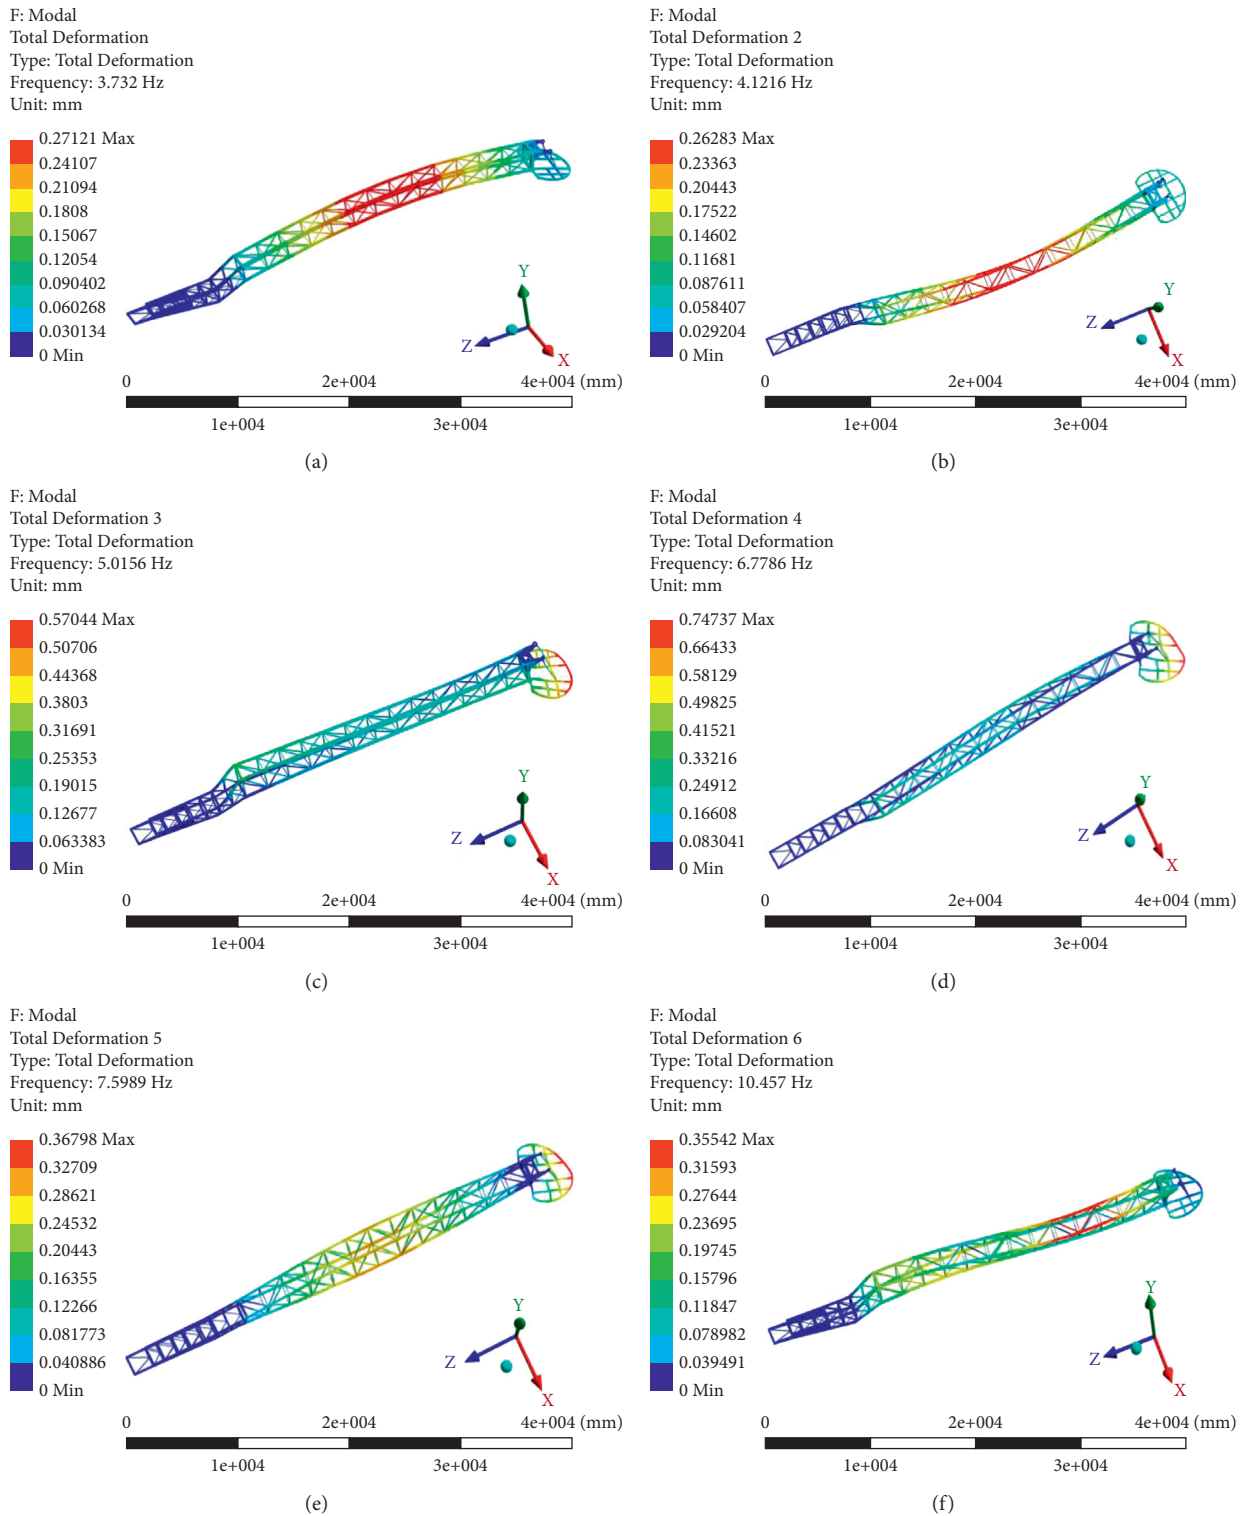 F: Modal
Total Deformation
Type: Total Deformation
Frequency: 3.732 Hz
Unit: mm
0.27121 Max
0.24107
0.21094
0.1808
0.15067
0.12054
0.090402
0.060268
0.030134
0 Min
Y
Z
X
0 2e+004 4e+004 (mm)
1e+004 3e+004
(a)
F: Modal
Total Deformation 2
Type: Total Deformation
Frequency: 4.1216 Hz
Unit: mm
0.26283 Max
0.23363
0.20443
0.17522
0.14602
0.11681
0.087611
0.058407
0.029204
0 Min
Y
Z
X
0 2e+004 4e+004 (mm)
1e+004 3e+004
(b)
F: Modal
Total Deformation 3
Type: Total Deformation
Frequency: 5.0156 Hz
Unit: mm
0.57044 Max
0.50706
0.44368
0.3803
0.31691
0.25353
0.19015
0.12677
0.063383
0 Min
Y
Z
X
0 2e+004 4e+004 (mm)
1e+004 3e+004
(c)
F: Modal
Total Deformation 4
Type: Total Deformation
Frequency: 6.7786 Hz
Unit: mm
0.74737 Max
0.66433
0.58129
0.49825
0.41521
0.33216
0.24912
0.16608
0.083041
0 Min
Y
Z
X
0 2e+004 4e+004 (mm)
1e+004 3e+004
(d)
F: Modal
Total Deformation 5
Type: Total Deformation
Frequency: 7.5989 Hz
Unit: mm
0.36798 Max
0.32709
0.28621
0.24532
0.20443
0.16355
0.12266
0.081773
0.040886
0 Min
Y
Z
X
0 2e+004 4e+004 (mm)
1e+004 3e+004
(e)
F: Modal
Total Deformation 6
Type: Total Deformation
Frequency: 10.457 Hz
Unit: mm
0.35542 Max
0.31593
0.27644
0.23695
0.19745
0.15796
0.11847
0.078982
0.039491
0 Min
Y
Z
X
0 2e+004 4e+004 (mm)
1e+004 3e+004
(f)